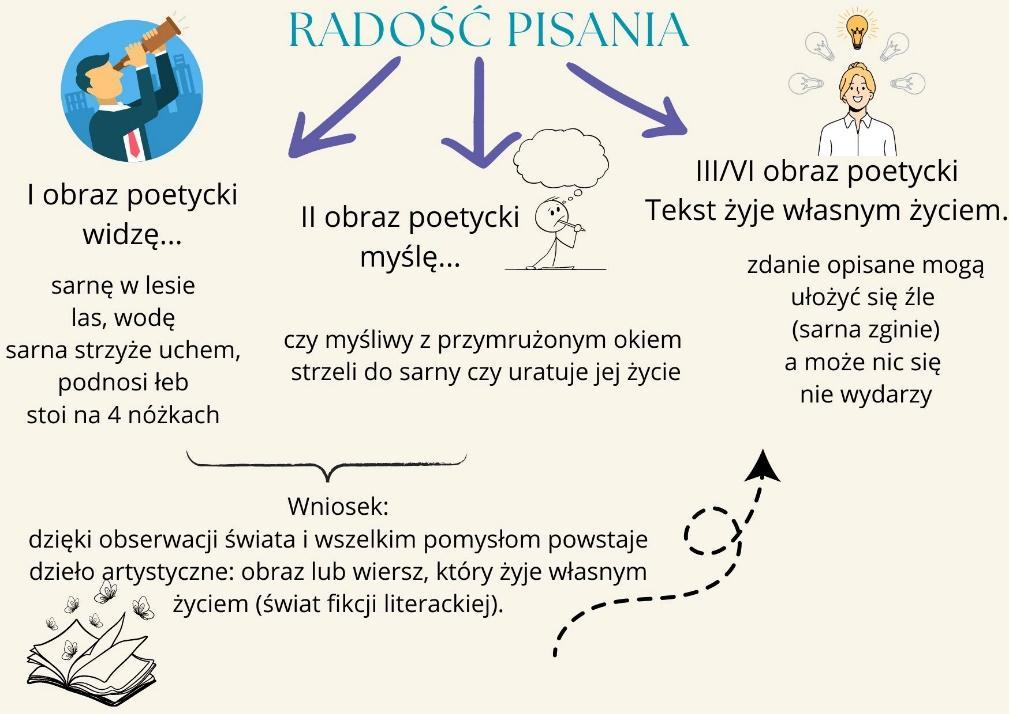 RADOŚĆ PISANIA
I obraz poetycki
widzę...
sarnę w lesie
las, wodę
sarna strzyże uchem,
podnosi łeb
stoi na 4 nóżkach
II obraz poetycki
myślę...
czy myśliwy z przymrużonym okiem
strzeli do sarny czy uratuje jej życie
III/VI obraz poetycki
Tekst żyje własnym życiem.
zdanie opisane mogą
ułożyć się źle
(sarna zginie)
a może nic się
nie wydarzy
Wniosek:
dzięki obserwacji świata i wszelkim pomysłom powstaje
dzieło artystyczne: obraz lub wiersz, który żyje własnym
życiem (świat fikcji literackiej).